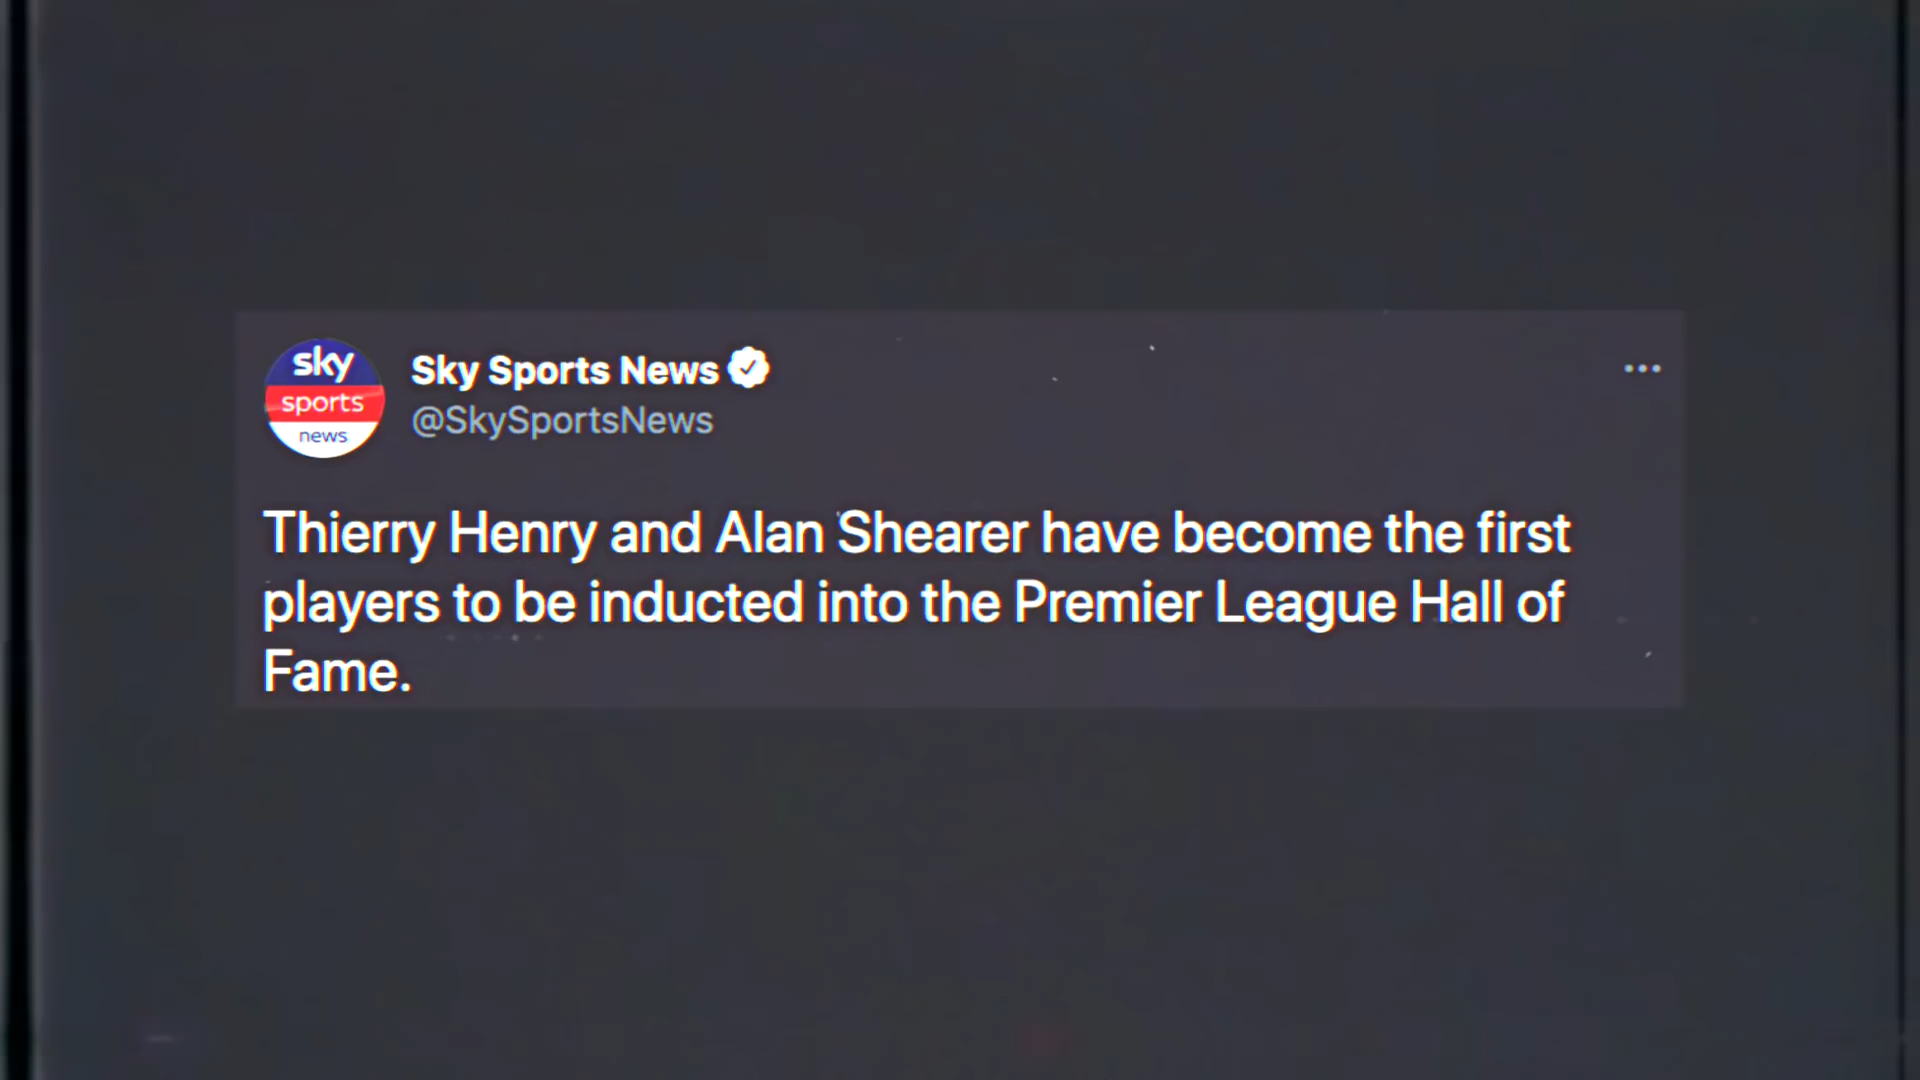 sky
sports
news
Sky Sports News
@SkySportsNews
Thierry Henry and Alan Shearer have become the first
players to be inducted into the Premier League Hall of
Fame.